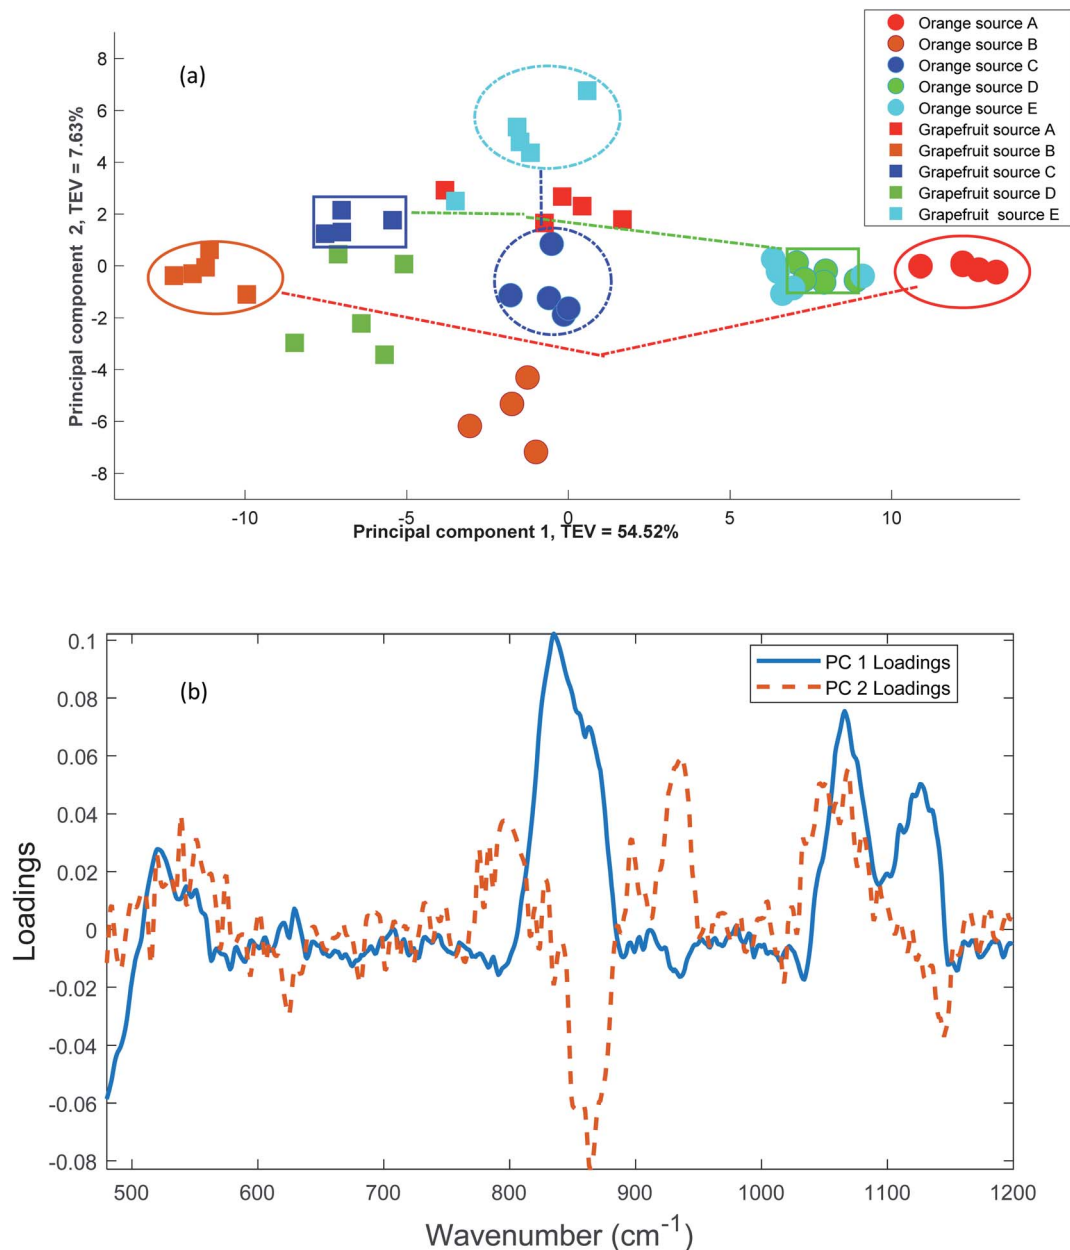 (a)
Principal component 2, TEV = 7.63%
8
6
4
2
0
-2
-4
-6
-8
-10
-5
0
5
10
Principal component 1, TEV = 54.52%
Orange source A
Orange source B
Orange source C
Orange source D
Orange source E
Grapefruit source A
Grapefruit source B
Grapefruit source C
Grapefruit source D
Grapefruit source E
(b)
PC 1 Loadings
PC 2 Loadings
Loadings
0.1
0.08
0.06
0.04
0.02
0
-0.02
-0.04
-0.06
-0.08
500
600
700
800
900
1000
1100
1200
Wavenumber (cm⁻¹)